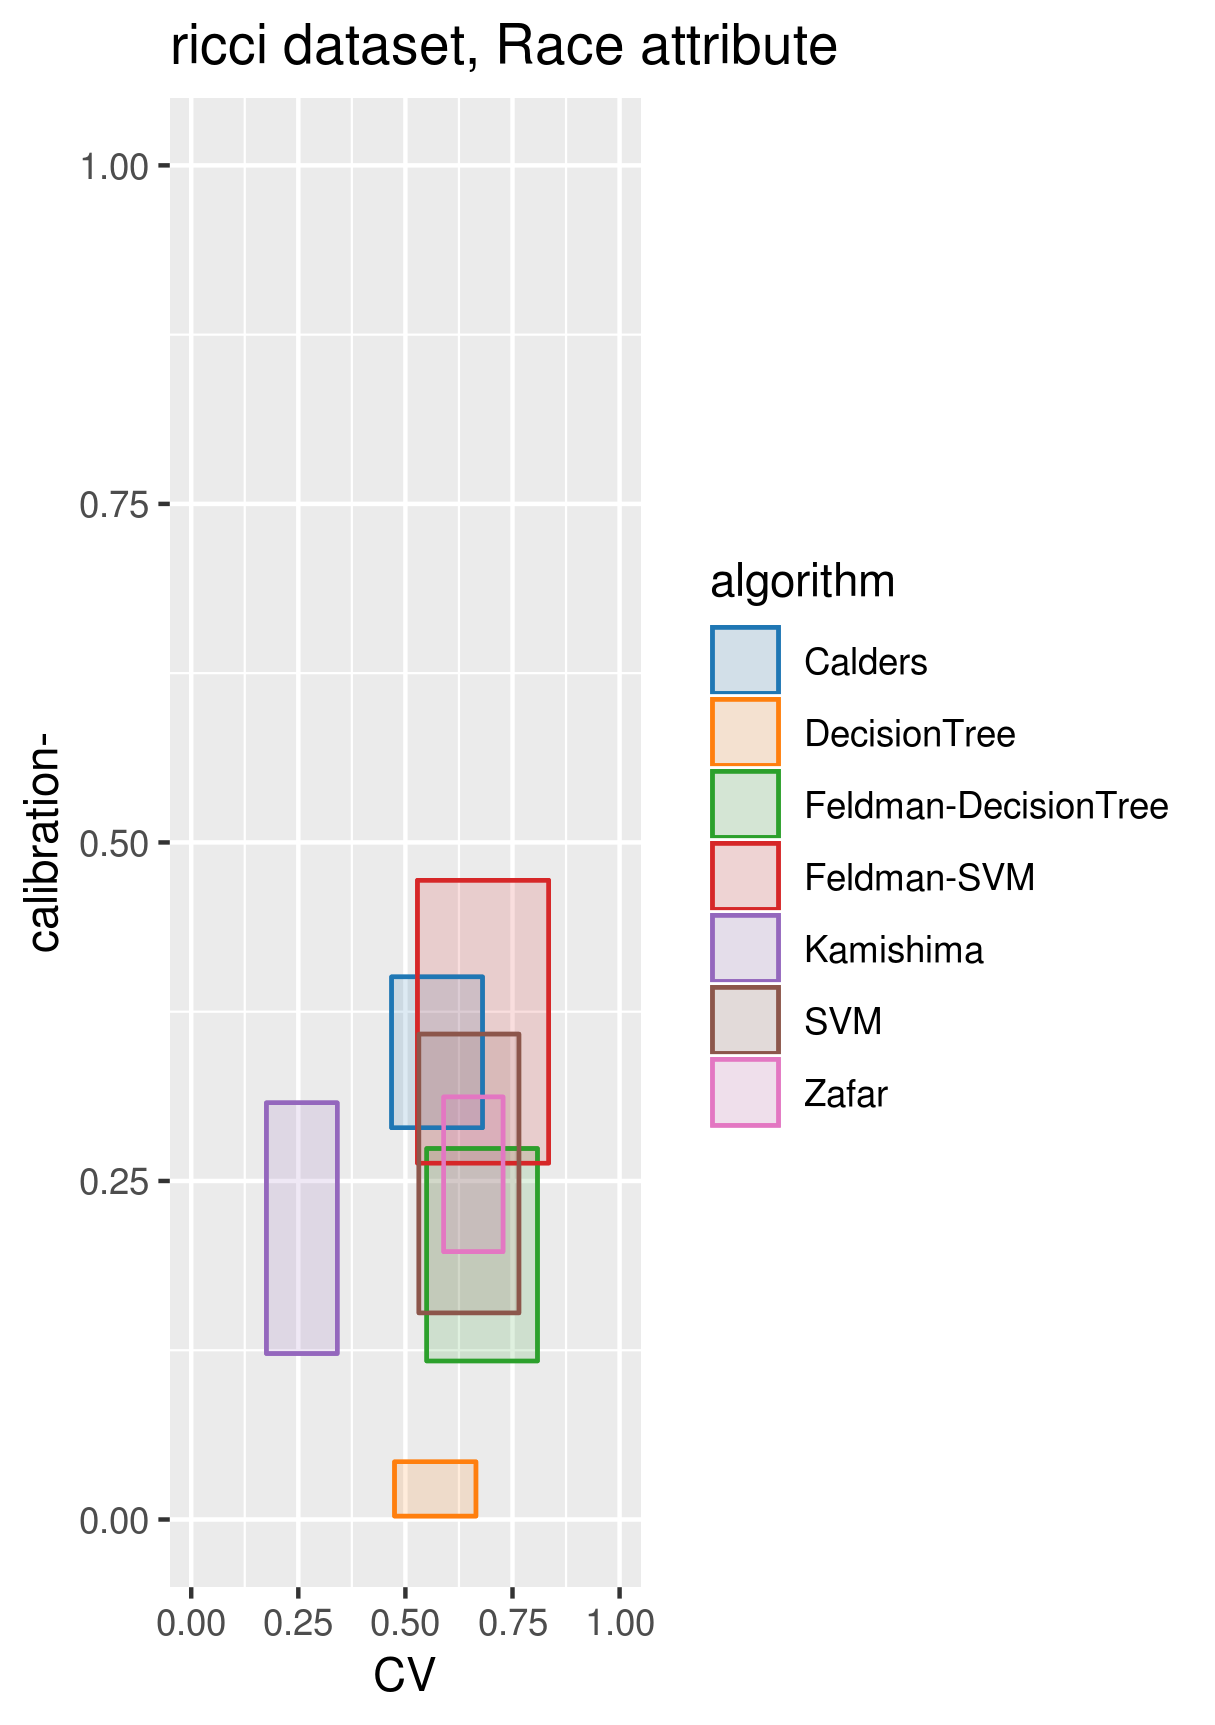 ricci dataset, Race attribute
calibration-
1.00
0.75
0.50
0.25
0.00
0.00 0.25 0.50 0.75 1.00
CV
algorithm
Calders
DecisionTree
Feldman-DecisionTree
Feldman-SVM
Kamishima
SVM
Zafar